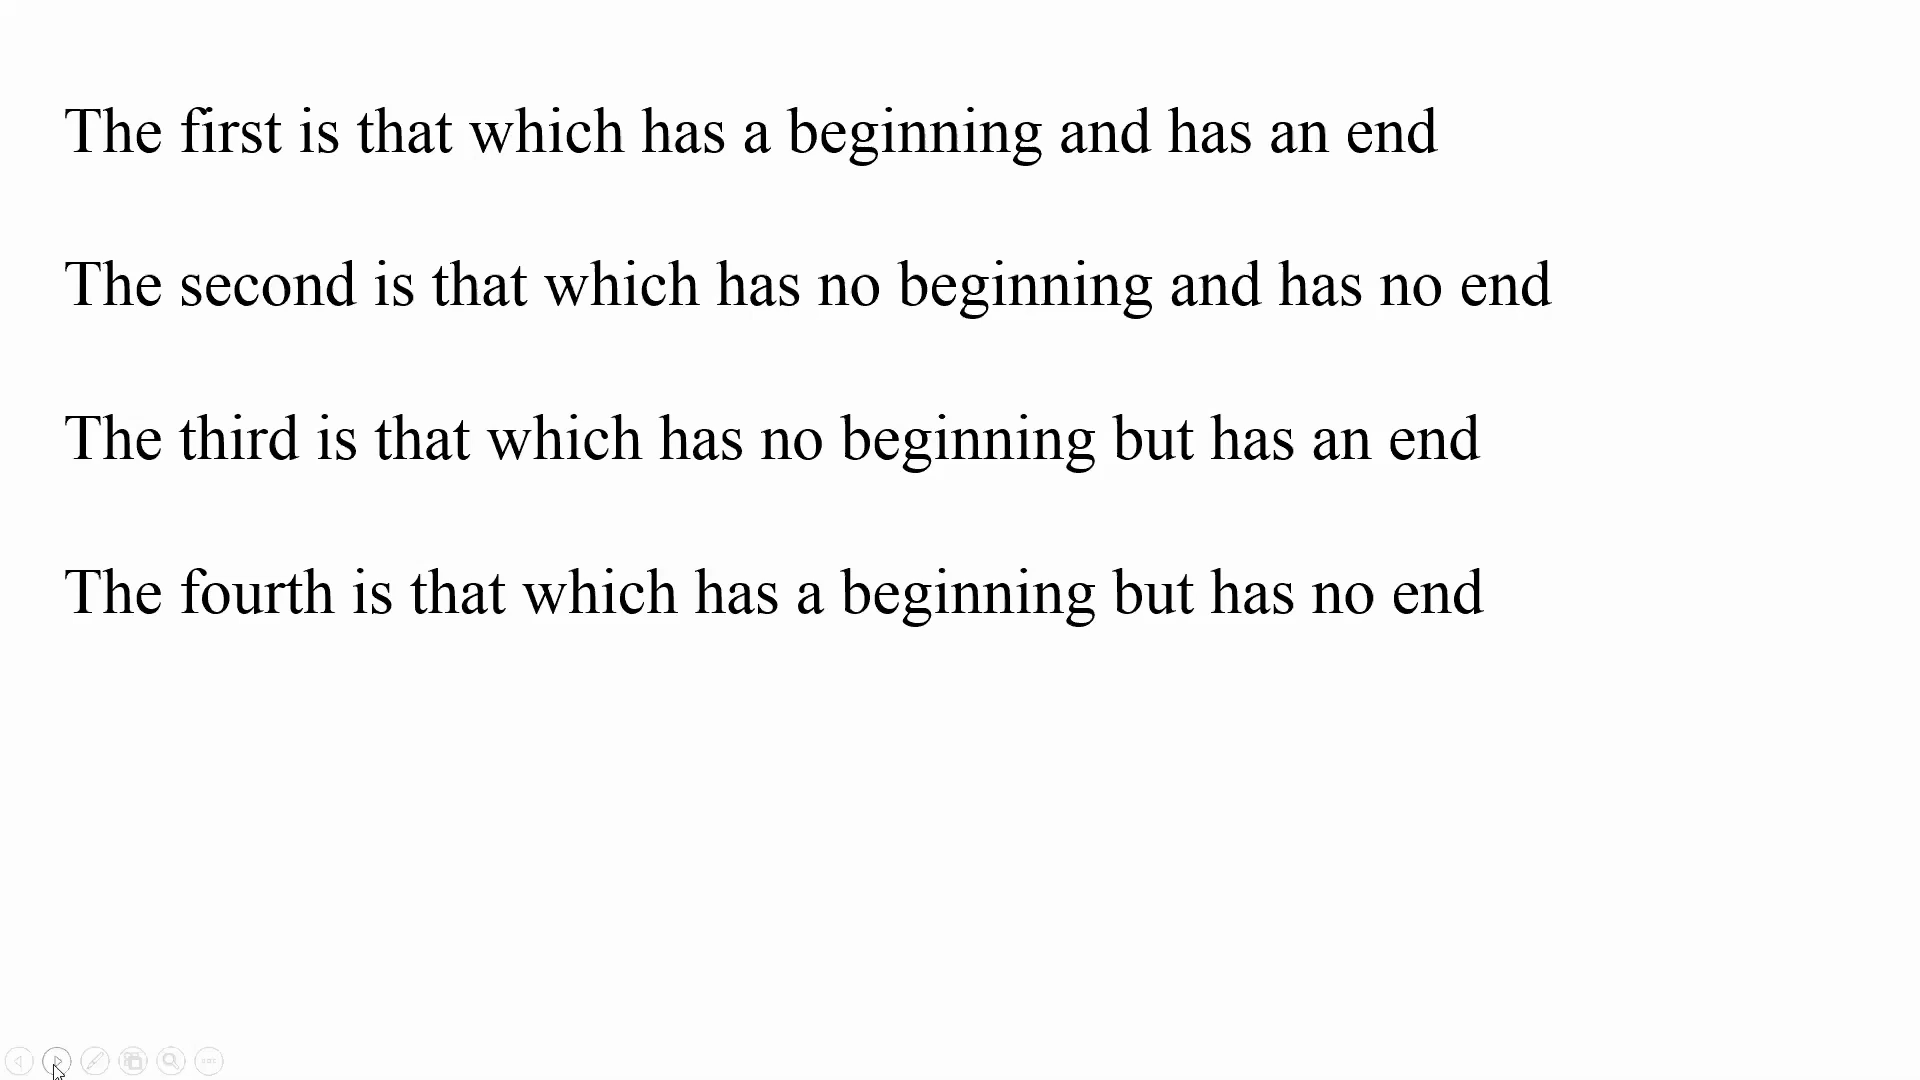 The first is that which has a beginning and has an end
The second is that which has no beginning and has no end
The third is that which has no beginning but has an end
The fourth is that which has a beginning but has no end